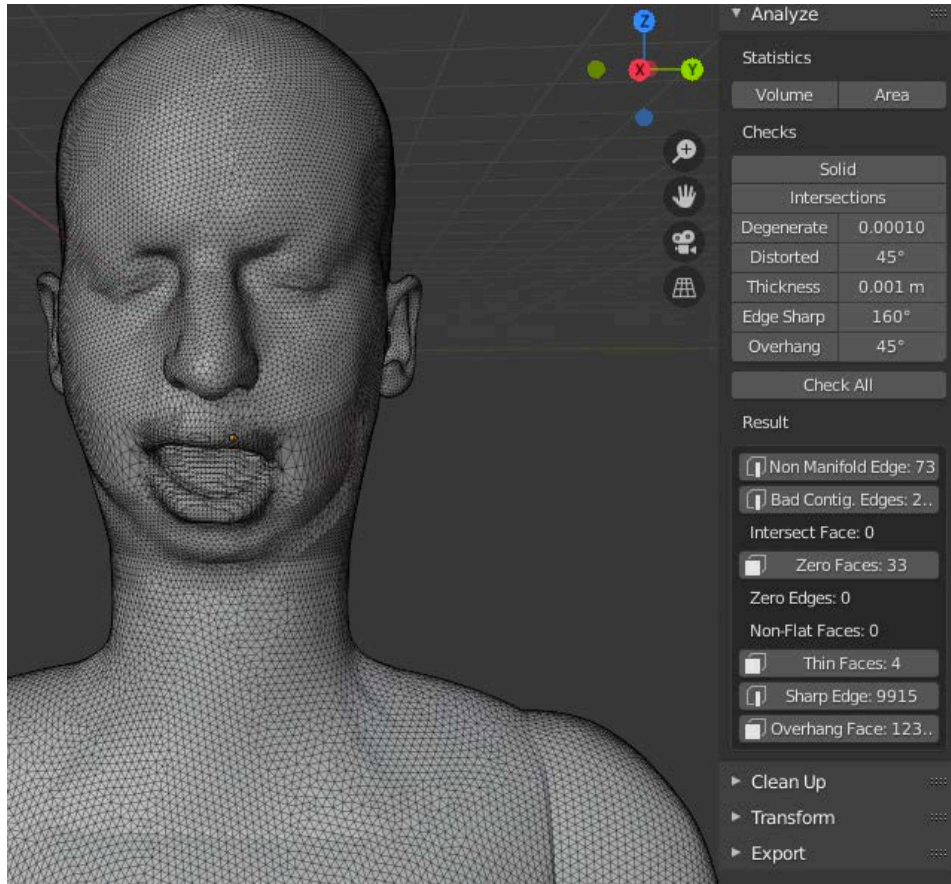 Z
X
Y
Analyze
Statistics
Volume Area
Checks
Solid
Intersections
Degenerate 0.00010
Distorted 45°
Thickness 0.001 m
Edge Sharp 160°
Overhang 45°
Check All
Result
Non Manifold Edge: 73
Bad Contig. Edges: 2..
Intersect Face: 0
Zero Faces: 33
Zero Edges: 0
Non-Flat Faces: 0
Thin Faces: 4
Sharp Edge: 9915
Overhang Face: 123..
Clean Up
Transform
Export